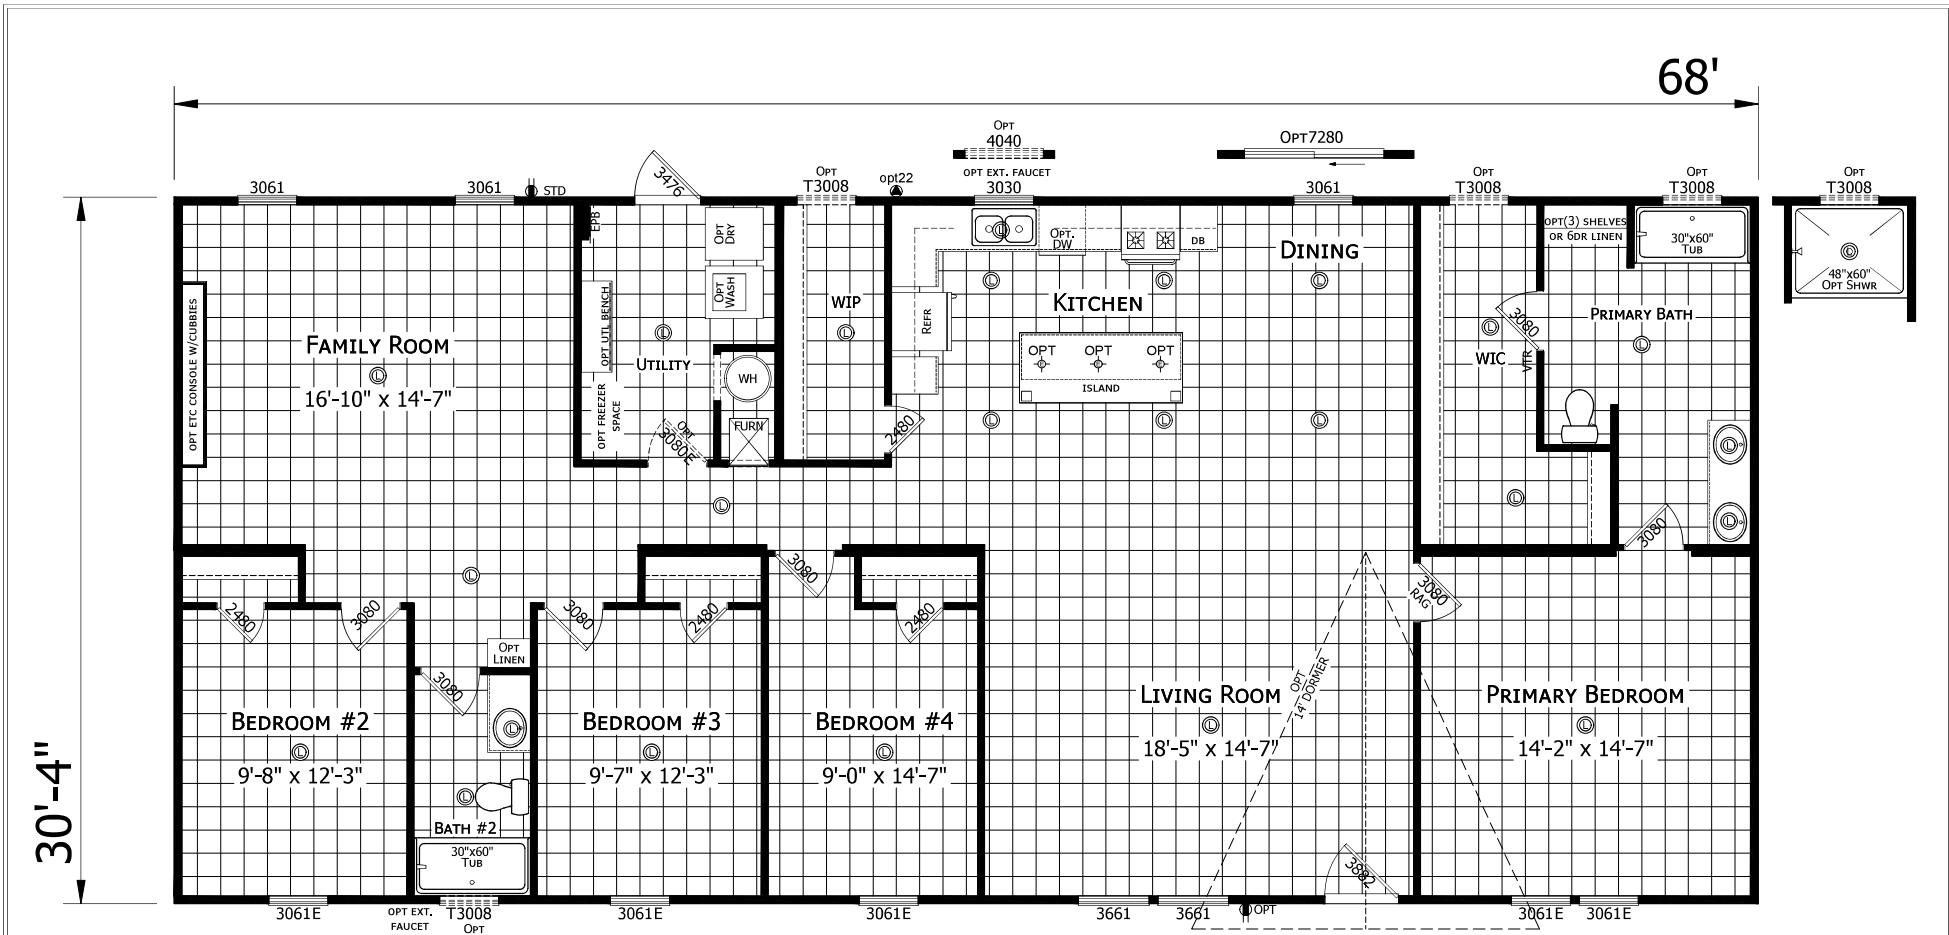 68'
OPT
4040
OPT EXT. FAUCET
OPT7280
3061
3061
STD
3476
OPT
T3008
opt22
3030
3061
OPT
T3008
OPT
T3008
OPT
T3008
30'-4"
EPB
OPT
DRY
OPT
WASH
OPT UTL BENCH
OPT FREEZER
SPACE
UTILITY
WH
FURN
OPT
3080E
OPT ETC CONSOLE W/CUBBIES
FAMILY ROOM
L
16'-10" X 14'-7"
L
WIP
L
2480
REFR
L
OPT.
DW
DB
KITCHEN
L
L
L
L
OPT
OPT
OPT
ISLAND
DINING
L
L
WIC
L
L
3080
VTR
OPT(3) SHELVES
OR 6DR LINEN
30"X60"
TUB
PRIMARY BATH
L
L
L
3080
48"X60"
OPT SHWR
L
L
2480
3080
3080
2480
3080
2480
3080
RAG
OPT
LINEN
3080
BEDROOM #2
L
9'-8" X 12'-3"
L
L
BATH #2
30"X60"
TUB
BEDROOM #3
L
9'-7" X 12'-3"
BEDROOM #4
L
9'-0" X 14'-7"
LIVING ROOM
L
18'-5" X 14'-7"
OPT
14' DORMER
PRIMARY BEDROOM
L
14'-2" X 14'-7"
3882
3061E
OPT EXT.
FAUCET
T3008
OPT
3061E
3061E
3661
3661
OPT
3061E
3061E